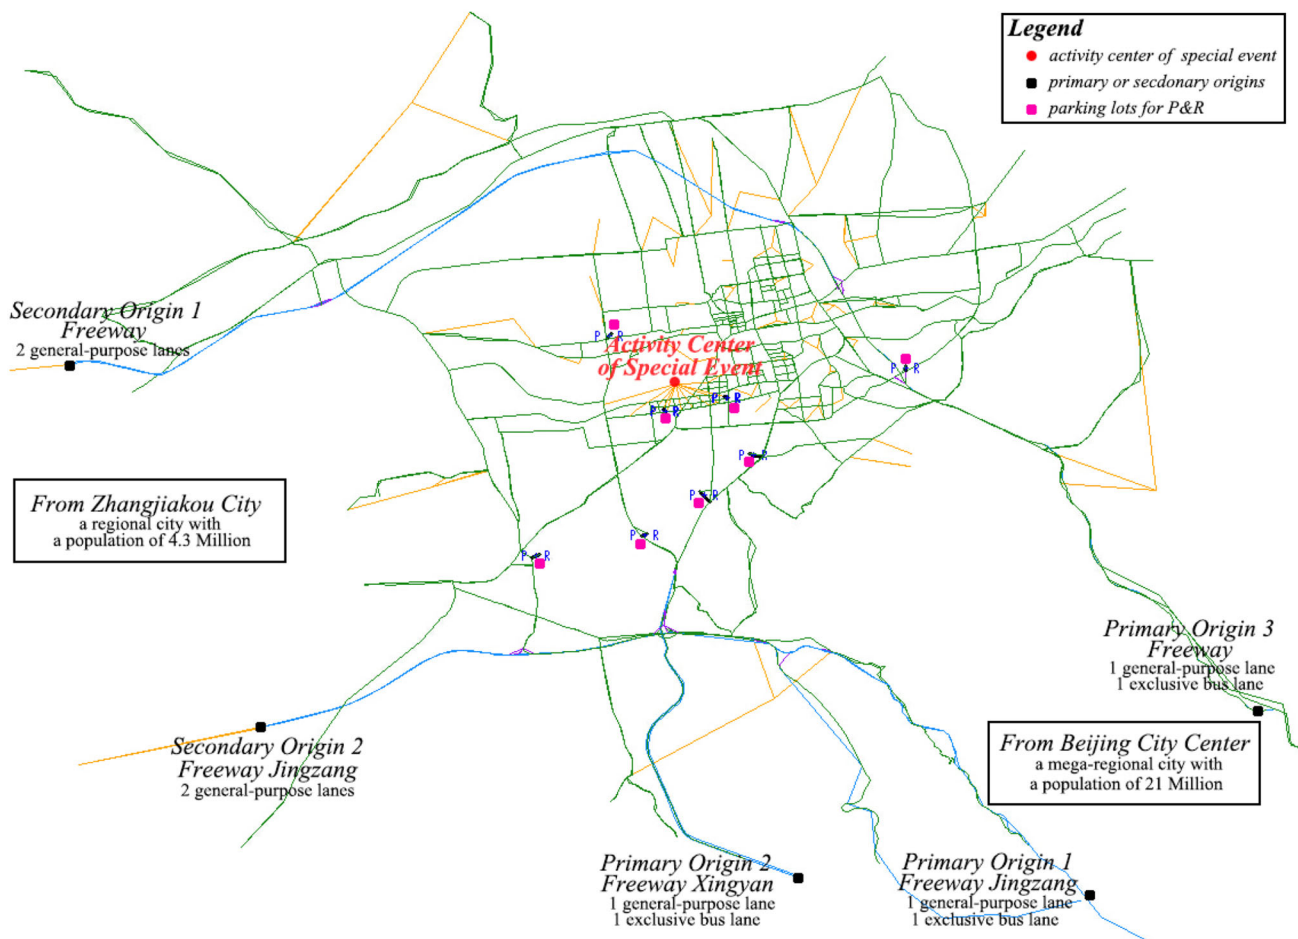 Legend
activity center of special event
primary or secdonary origins
parking lots for P&R
Secondary Origin 1
Freeway
2 general-purpose lanes
P R
Activity Center
of Special Event
P R
P R
P R
P R
From Zhangjiakou City
a regional city with
a population of 4.3 Million
P R
P R
P R
Primary Origin 3
Freeway
1 general-purpose lane
1 exclusive bus lane
Secondary Origin 2
Freeway Jingzang
2 general-purpose lanes
From Beijing City Center
a mega-regional city with
a population of 21 Million
Primary Origin 2
Freeway Xingyan
1 general-purpose lane
1 exclusive bus lane
Primary Origin 1
Freeway Jingzang
1 general-purpose lane
1 exclusive bus lane